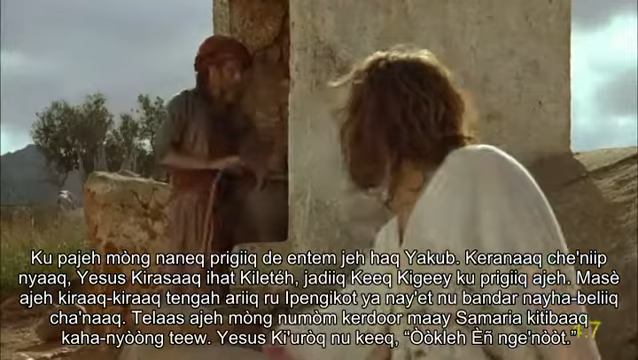 Ku pajeh mòng naneq prigiiq de entem jeh haq Yakub. Keranaaq che'niip
nyaaq, Yesus Kirasaaq ihat Kiletéh, jadiiq Keeq Kigeey ku prigiiq ajeh. Masè
ajeh kiraaq-kiraaq tengah ariiq ru Ipengikot ya nay'et nu bandar nayha-beliiq
cha'naaq. Telaas ajeh mòng numòm kerdoor maay Samaria kitibaaq
kaha-nyòòng teew. Yesus Ki'uròq nu keeq, “Òòkleh Èñ nge'nòòt.”